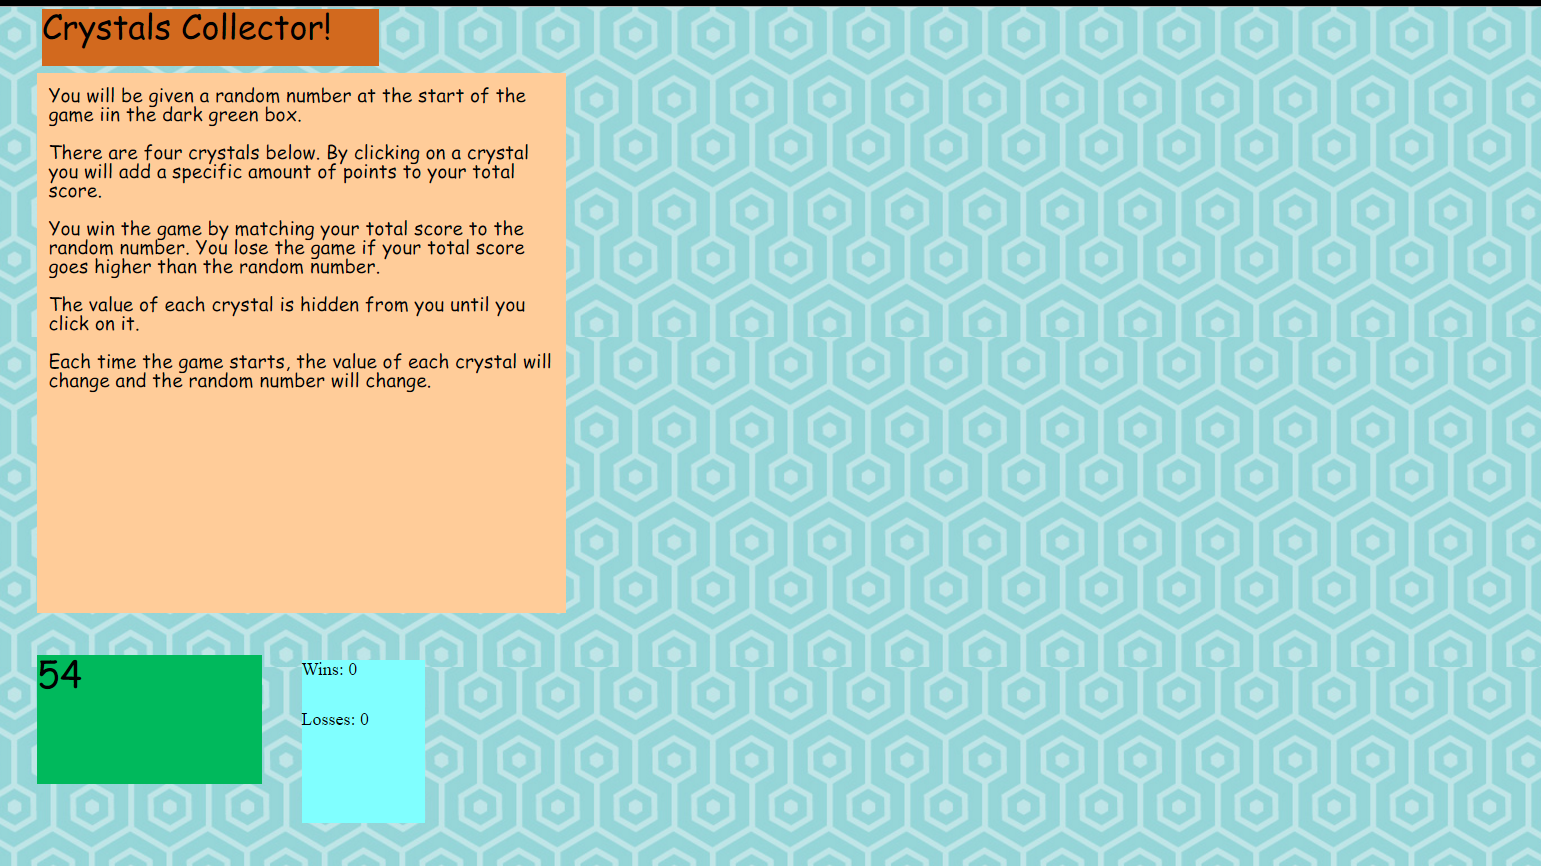 Crystals Collector!
You will be given a random number at the start of the
game iin the dark green box.
There are four crystals below. By clicking on a crystal
you will add a specific amount of points to your total
score.
You win the game by matching your total score to the
random number. You lose the game if your total score
goes higher than the random number.
The value of each crystal is hidden from you until you
click on it.
Each time the game starts, the value of each crystal will
change and the random number will change.
54
Wins: 0
Losses: 0